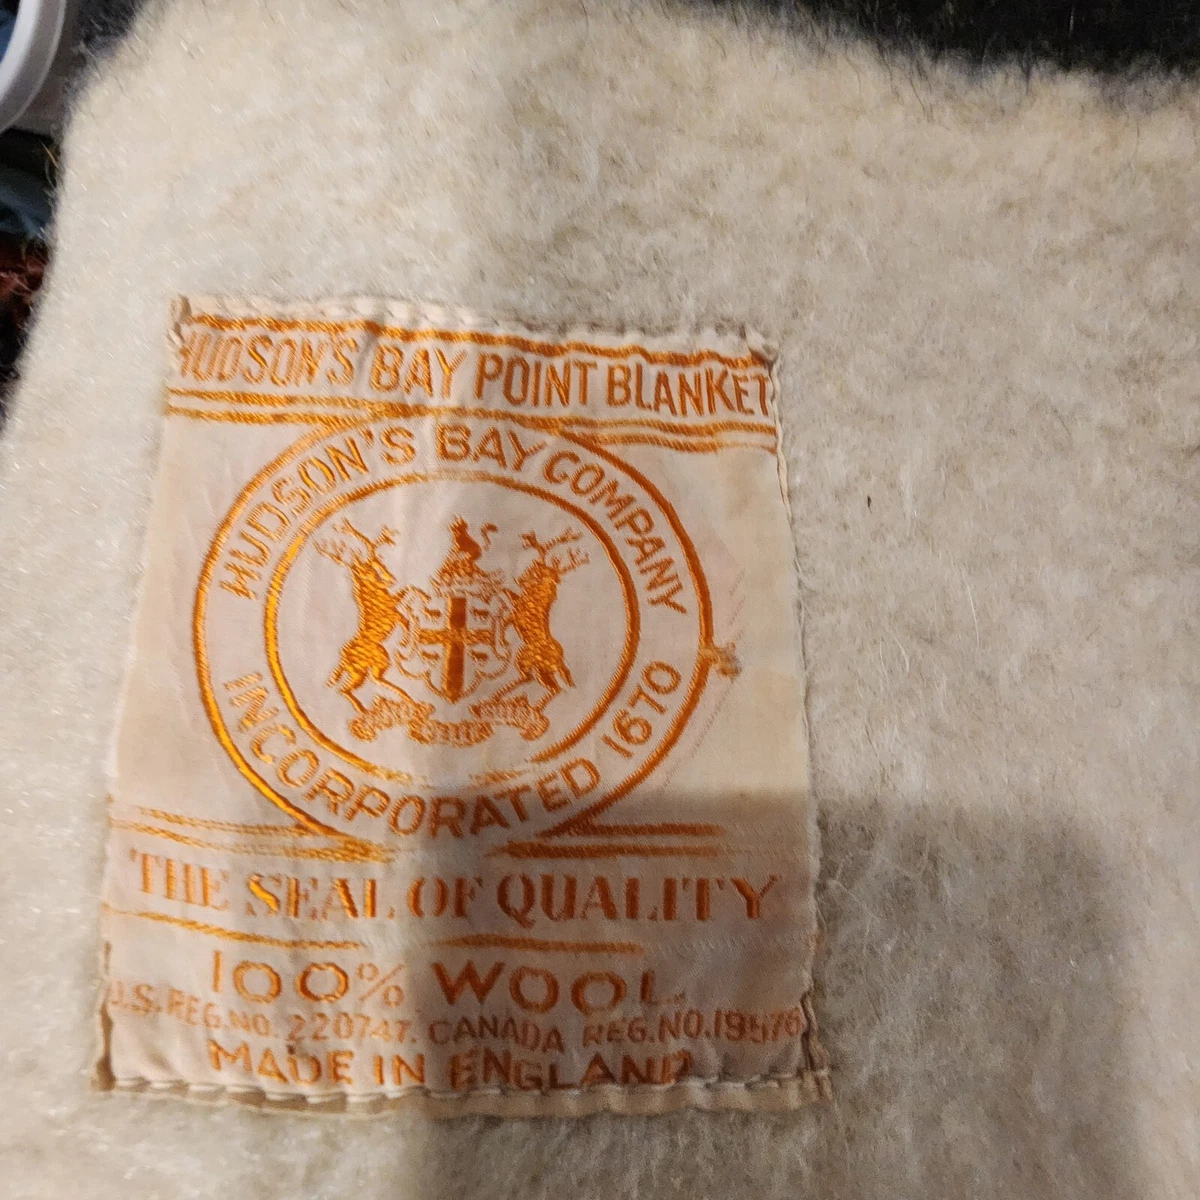 HUDSON'S BAY POINT BLANKET
HUDSON'S BAY COMPANY
INCORPORATED 1670
THE SEAL OF QUALITY
100% WOOL
U.S. REG. NO. 220747. CANADA REG. NO. 19576
MADE IN ENGLAND